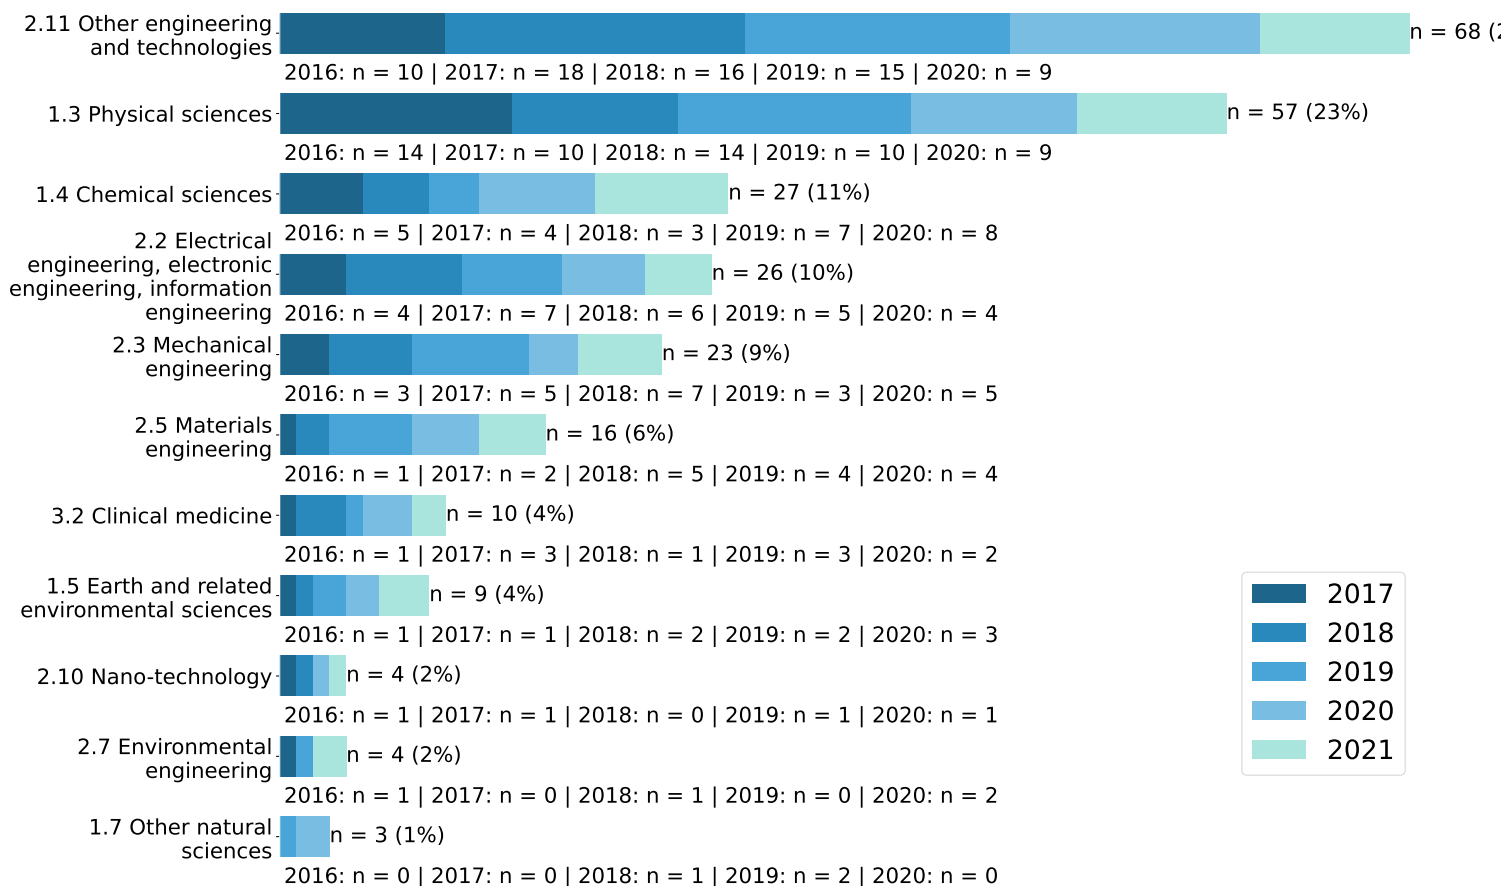 2.11 Other engineering
and technologies
n = 68 (2
2016: n = 10 | 2017: n = 18 | 2018: n = 16 | 2019: n = 15 | 2020: n = 9
1.3 Physical sciences
n = 57 (23%)
2016: n = 14 | 2017: n = 10 | 2018: n = 14 | 2019: n = 10 | 2020: n = 9
1.4 Chemical sciences
n = 27 (11%)
2016: n = 5 | 2017: n = 4 | 2018: n = 3 | 2019: n = 7 | 2020: n = 8
2.2 Electrical
engineering, electronic
engineering, information
engineering
n = 26 (10%)
2016: n = 4 | 2017: n = 7 | 2018: n = 6 | 2019: n = 5 | 2020: n = 4
2.3 Mechanical
engineering
n = 23 (9%)
2016: n = 3 | 2017: n = 5 | 2018: n = 7 | 2019: n = 3 | 2020: n = 5
2.5 Materials
engineering
n = 16 (6%)
2016: n = 1 | 2017: n = 2 | 2018: n = 5 | 2019: n = 4 | 2020: n = 4
3.2 Clinical medicine
n = 10 (4%)
2016: n = 1 | 2017: n = 3 | 2018: n = 1 | 2019: n = 3 | 2020: n = 2
1.5 Earth and related
environmental sciences
n = 9 (4%)
2016: n = 1 | 2017: n = 1 | 2018: n = 2 | 2019: n = 2 | 2020: n = 3
2.10 Nano-technology
n = 4 (2%)
2016: n = 1 | 2017: n = 1 | 2018: n = 0 | 2019: n = 1 | 2020: n = 1
2.7 Environmental
engineering
n = 4 (2%)
2016: n = 1 | 2017: n = 0 | 2018: n = 1 | 2019: n = 0 | 2020: n = 2
1.7 Other natural
sciences
n = 3 (1%)
2016: n = 0 | 2017: n = 0 | 2018: n = 1 | 2019: n = 2 | 2020: n = 0
2017
2018
2019
2020
2021